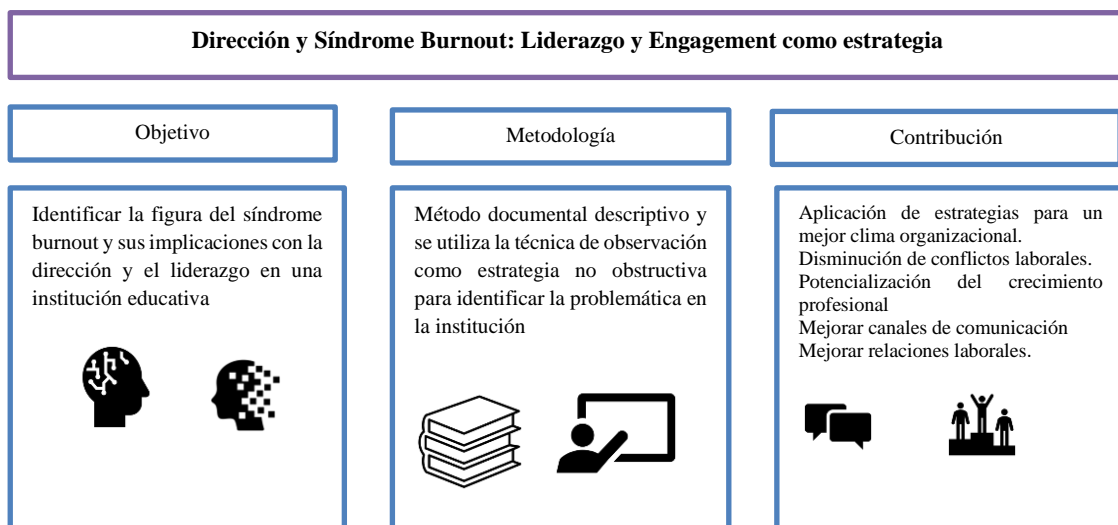 Dirección y Síndrome Burnout: Liderazgo y Engagement como estrategia
Objetivo
Identificar la figura del síndrome
burnout y sus implicaciones con la
dirección y el liderazgo en una
institución educativa
Metodología
Método documental descriptivo y
se utiliza la técnica de observación
como estrategia no obstructiva
para identificar la problemática en
la institución
Contribución
Aplicación de estrategias para un
mejor clima organizacional.
Disminución de conflictos laborales.
Potencialización del crecimiento
profesional
Mejorar canales de comunicación
Mejorar relaciones laborales.